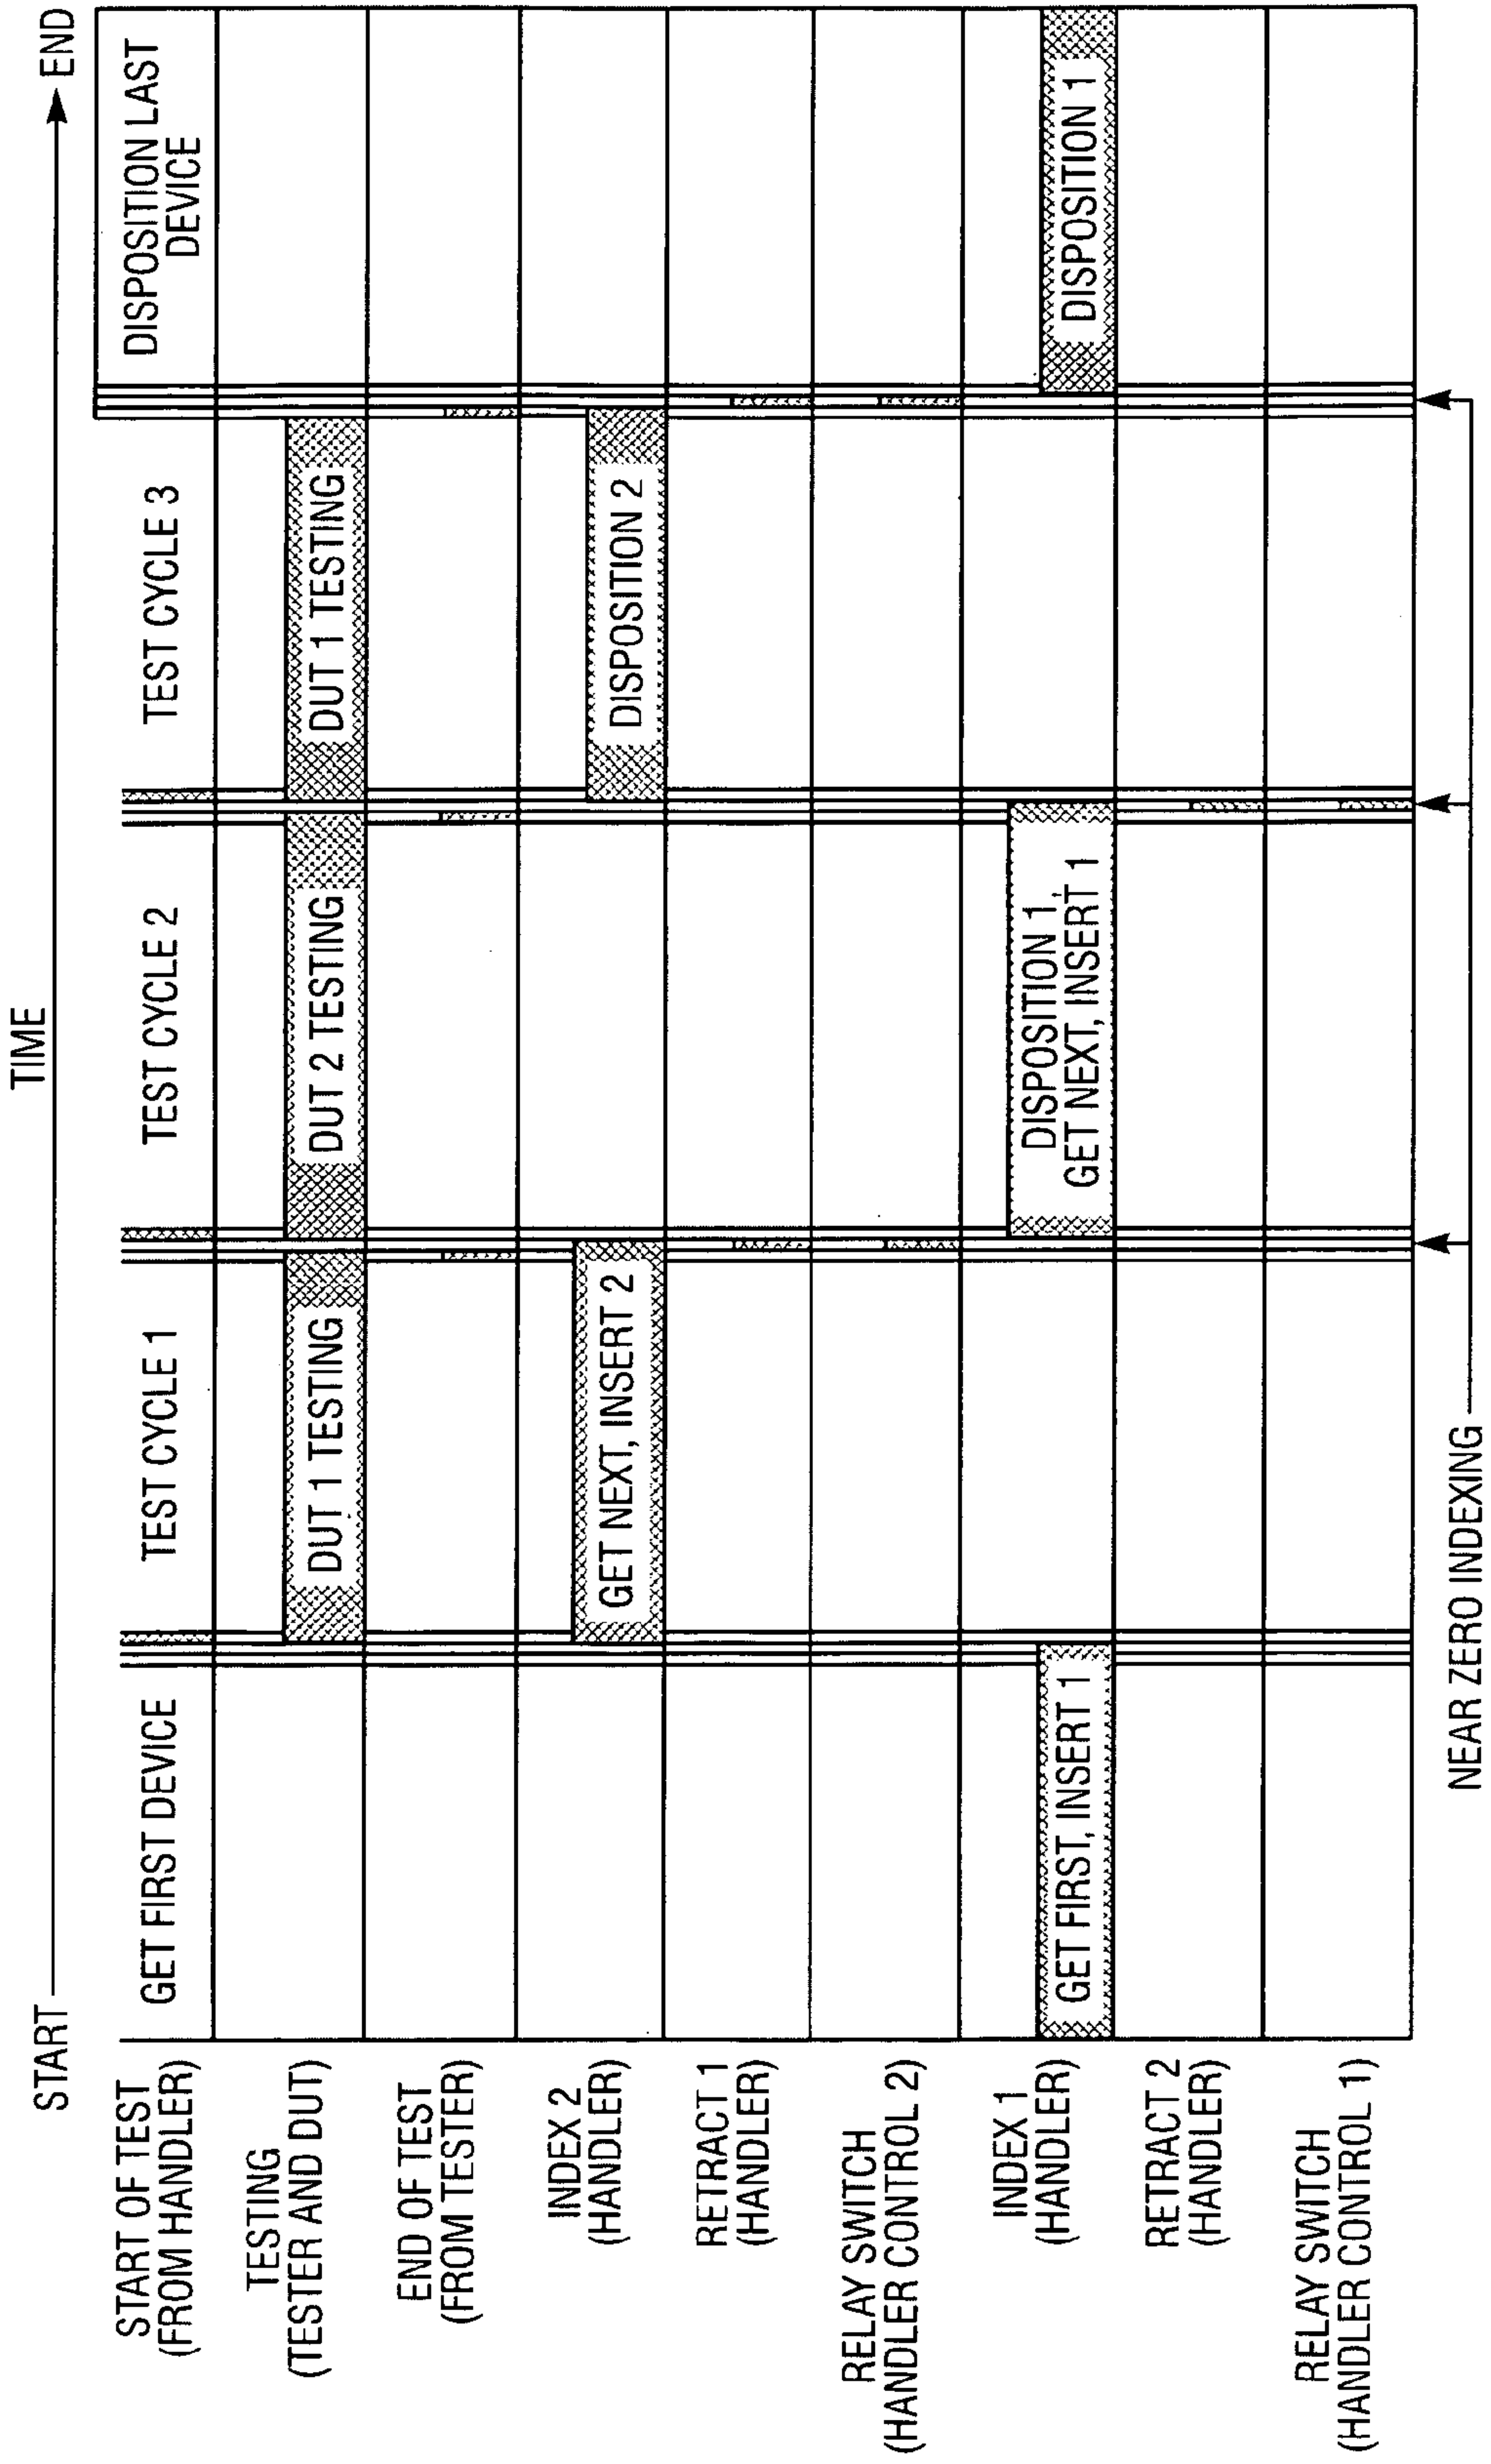 TIME
START
END
GET FIRST DEVICE
TEST CYCLE 1
TEST CYCLE 2
TEST CYCLE 3
DISPOSITION LAST
DEVICE
START OF TEST
(FROM HANDLER)
TESTING
(TESTER AND DUT)
DUT 1 TESTING
DUT 2 TESTING
DUT 1 TESTING
END OF TEST
(FROM TESTER)
INDEX 2
(HANDLER)
GET NEXT, INSERT 2
DISPOSITION 2
RETRACT 1
(HANDLER)
RELAY SWITCH
(HANDLER CONTROL 2)
INDEX 1
(HANDLER)
GET FIRST, INSERT 1
DISPOSITION 1,
GET NEXT, INSERT 1
DISPOSITION 1
RETRACT 2
(HANDLER)
RELAY SWITCH
(HANDLER CONTROL 1)
NEAR ZERO INDEXING